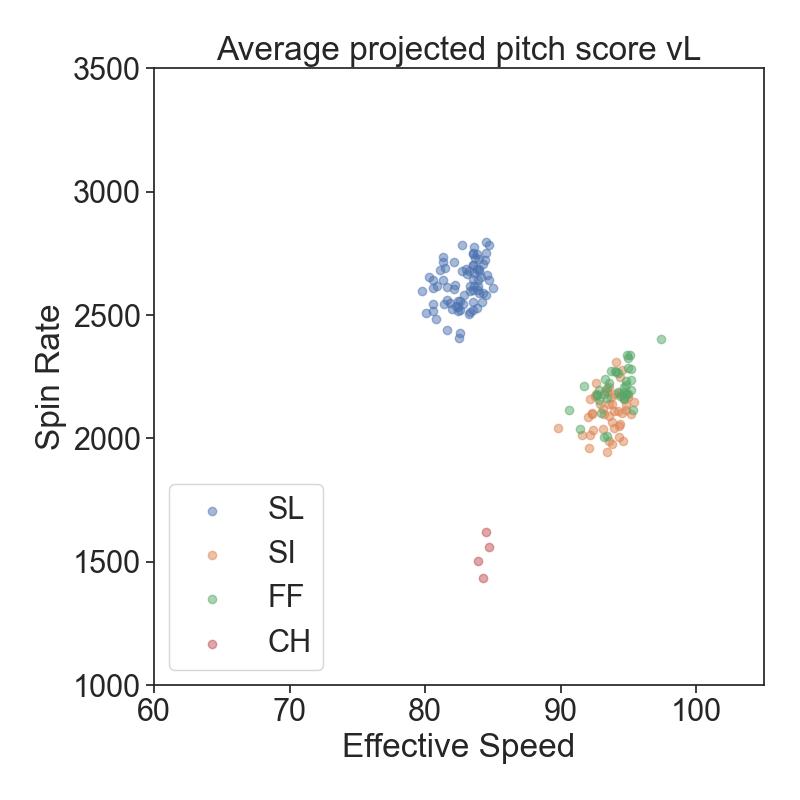 Average projected pitch score vL
3500
3000
2500
2000
1500
1000
Spin Rate
SL
SI
FF
CH
60 70 80 90 100
Effective Speed